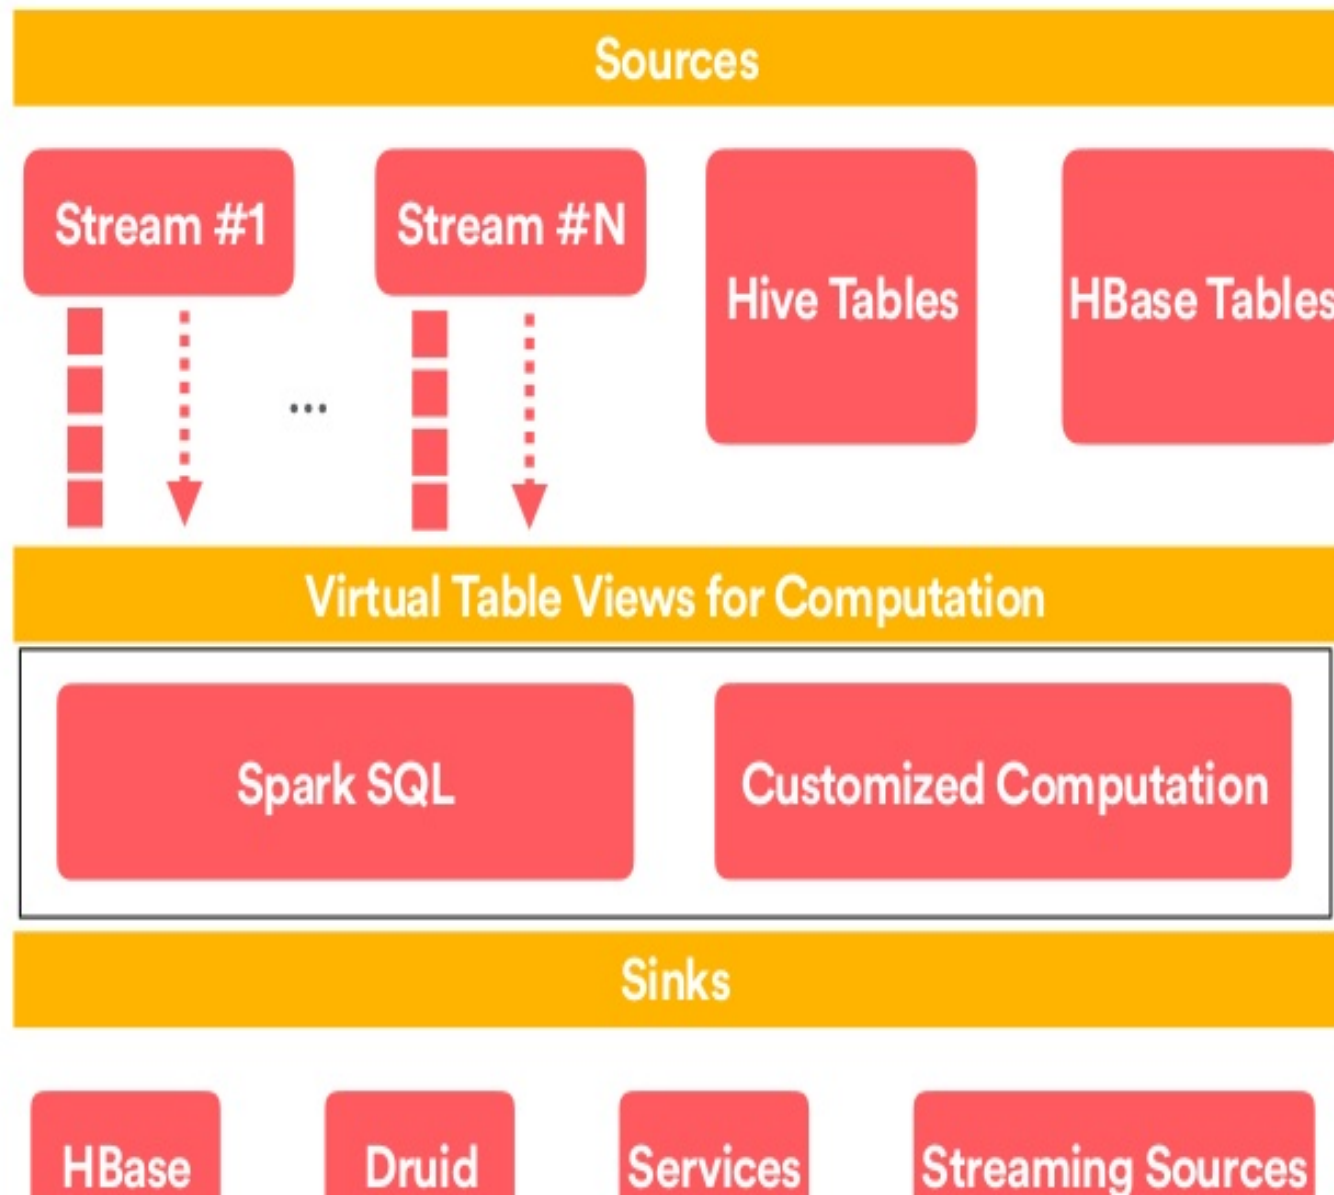 Sources
Stream #1
Stream #N
Hive Tables
HBase Tables
...
Virtual Table Views for Computation
Spark SQL
Customized Computation
Sinks
HBase
Druid
Services
Streaming Sources